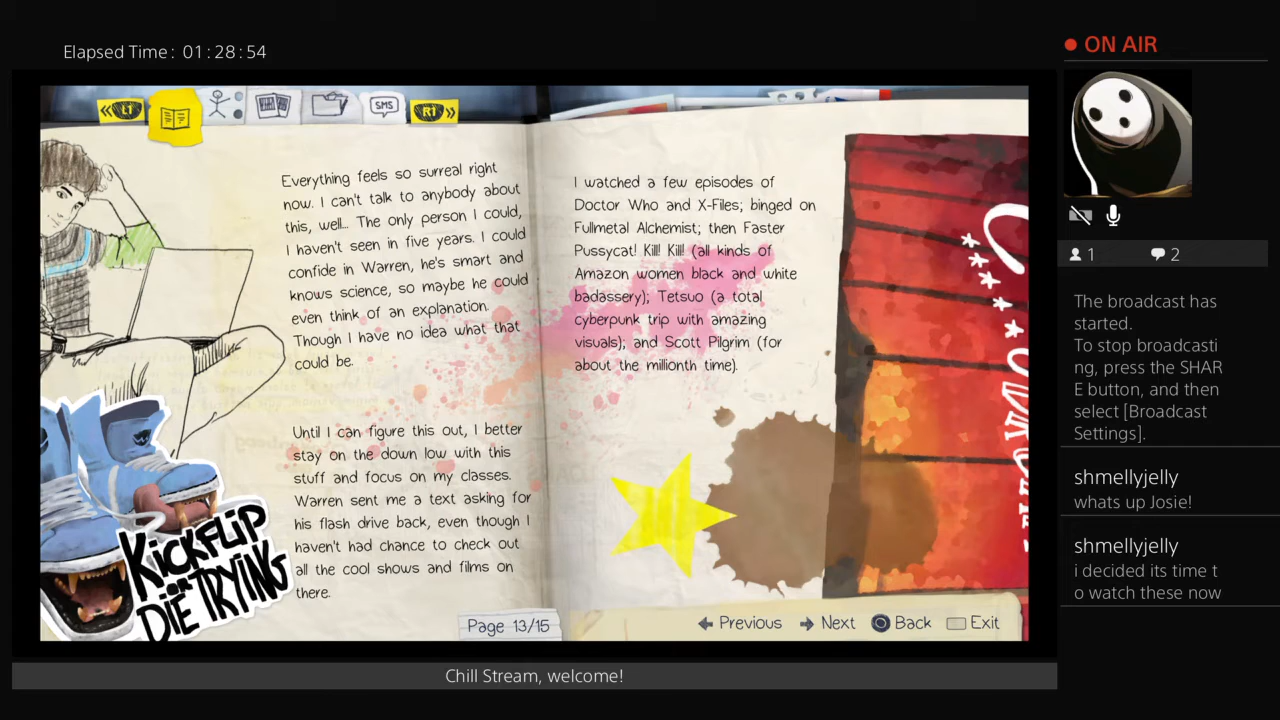 Elapsed Time: 01:28:54
ON AIR
LT
SMS
RT
Everything feels so surreal right
now. I can't talk to anybody about
this, well... The only person I could,
I haven't seen in five years. I could
confide in Warren, he's smart and
knows science, so maybe he could
even think of an explanation.
Though I have no idea what that
could be.
Until I can figure this out, I better
stay on the down low with this
stuff and focus on my classes.
Warren sent me a text asking for
his flash drive back, even though I
haven't had chance to check out
all the cool shows and films on
there.
KICKFLIP
OR
DIE TRYING
Page 13/15
I watched a few episodes of
Doctor Who and X-Files; binged on
Fullmetal Alchemist; then Faster
Pussycat! Kill! Kill! (all kinds of
Amazon women black and white
badassery); Tetsuo (a total
cyberpunk trip with amazing
visuals); and Scott Pilgrim (for
about the millionth time).
Previous
Next
Back
Exit
1
2
The broadcast has
started.
To stop broadcasti
ng, press the SHAR
E button, and then
select [Broadcast
Settings].
shmellyjelly
whats up Josie!
shmellyjelly
i decided its time t
o watch these now
Chill Stream, welcome!